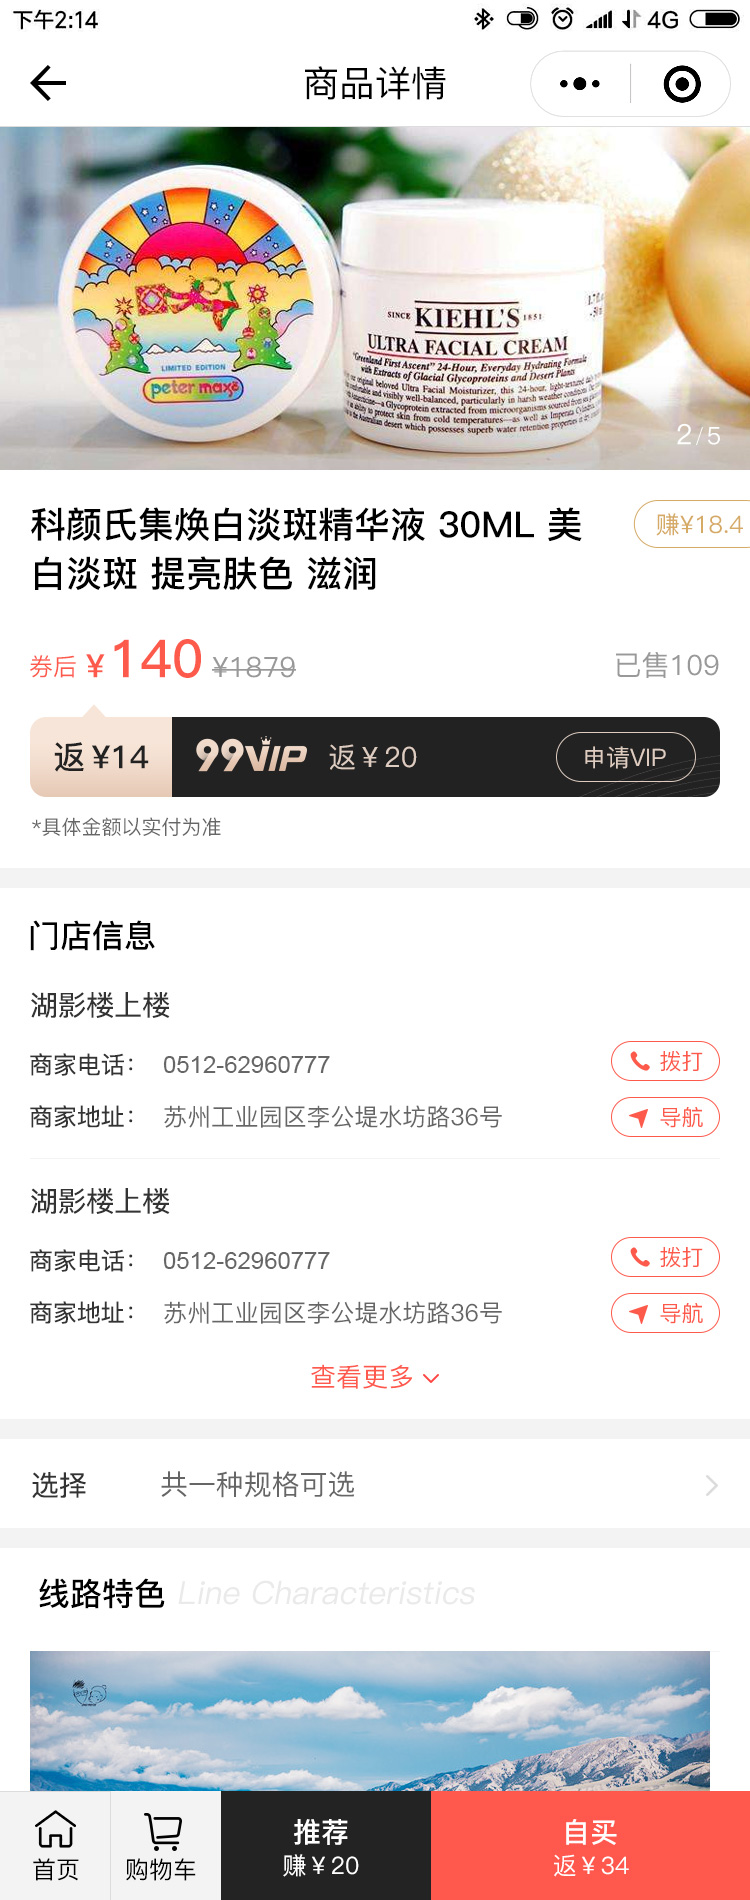 下午2:14
4G
商品详情
LIMITED EDITION
peter max
SINCE KIEHL'S 1851
ULTRA FACIAL CREAM
"Greenland First Ascent" 24-Hour, Everyday Hydrating Formula
with Extracts of Glacial Glycoproteins and Desert Plants
2/5
科颜氏集焕白淡斑精华液 30ML 美
白淡斑 提亮肤色 滋润
赚¥18.4
券后 ¥140 ¥1879
已售109
返 ¥14
99VIP 返 ¥ 20
申请VIP
*具体金额以实付为准
门店信息
湖影楼上楼
商家电话： 0512-62960777
拨打
商家地址： 苏州工业园区李公堤水坊路36号
导航
湖影楼上楼
商家电话： 0512-62960777
拨打
商家地址： 苏州工业园区李公堤水坊路36号
导航
查看更多
选择 共一种规格可选
线路特色 Line Characteristics
首页
购物车
推荐
赚 ¥ 20
自买
返 ¥ 34